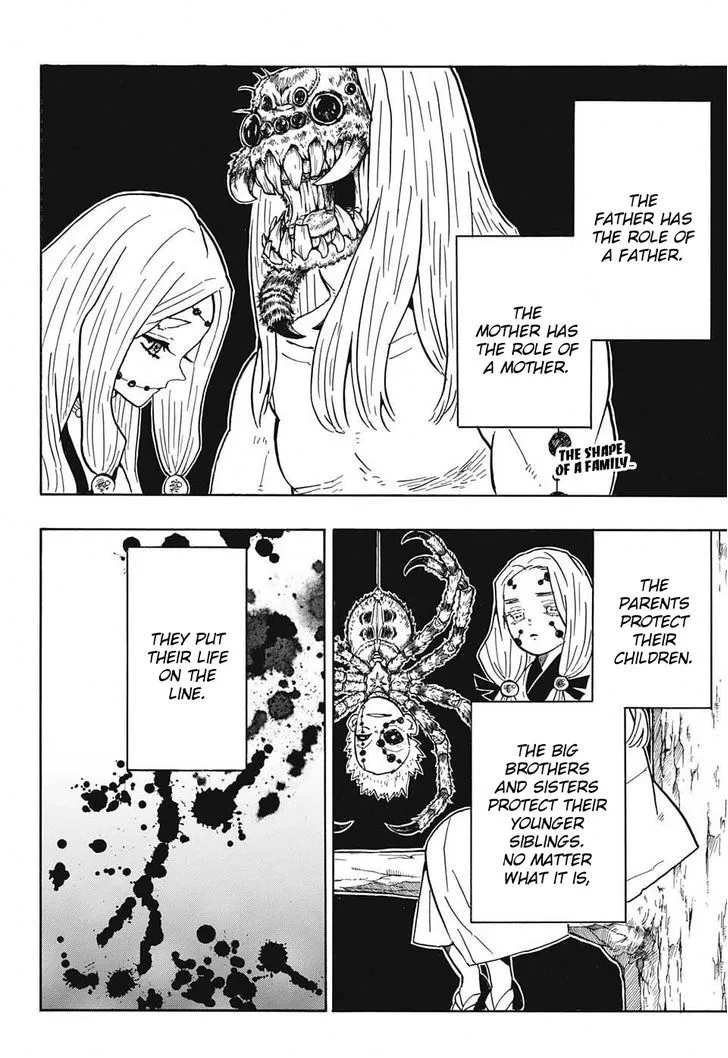 THE
FATHER HAS
THE ROLE OF
A FATHER.
THE
MOTHER HAS
THE ROLE OF
A MOTHER.
THE SHAPE
OF A FAMILY...
THE
PARENTS
PROTECT
THEIR
CHILDREN.
THE BIG
BROTHERS
AND SISTERS
PROTECT THEIR
YOUNGER
SIBLINGS.
NO MATTER
WHAT IT IS,
THEY PUT
THEIR LIFE
ON THE
LINE.